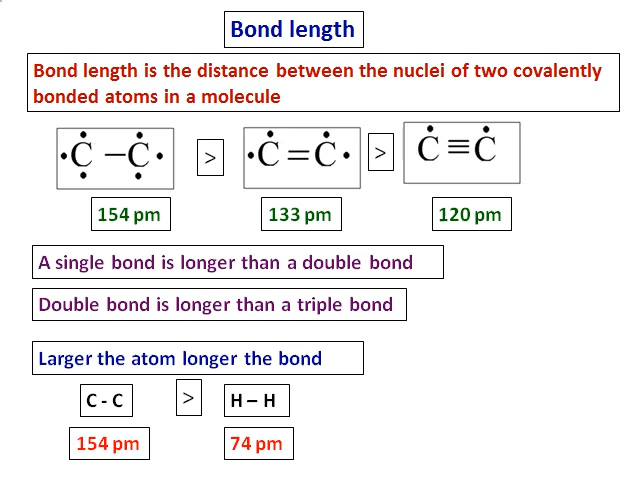 Bond length
Bond length is the distance between the nuclei of two covalently
bonded atoms in a molecule
·C – C· > ·C = C· > C ≡ C
154 pm 133 pm 120 pm
A single bond is longer than a double bond
Double bond is longer than a triple bond
Larger the atom longer the bond
C - C > H – H
154 pm 74 pm